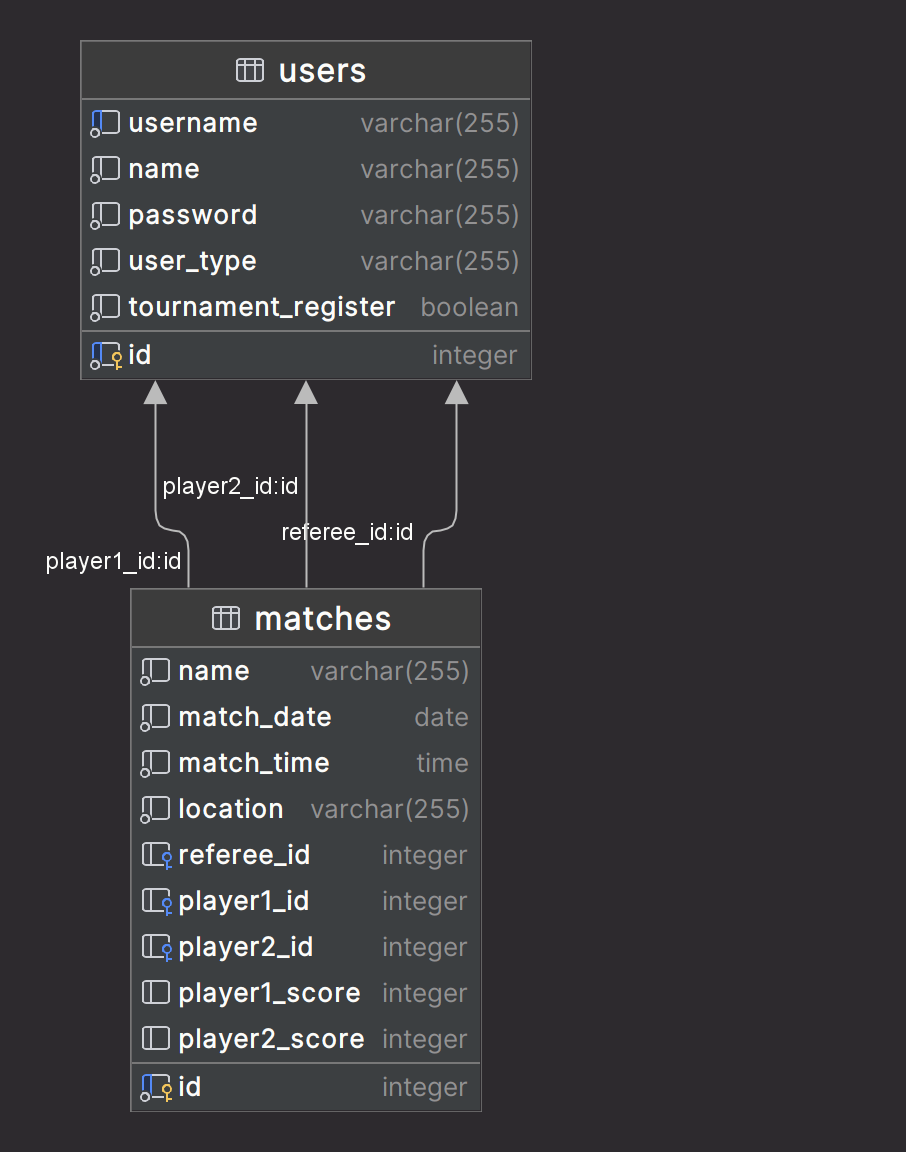 users
username varchar(255)
name varchar(255)
password varchar(255)
user_type varchar(255)
tournament_register boolean
id integer
player2_id:id
referee_id:id
player1_id:id
matches
name varchar(255)
match_date date
match_time time
location varchar(255)
referee_id integer
player1_id integer
player2_id integer
player1_score integer
player2_score integer
id integer